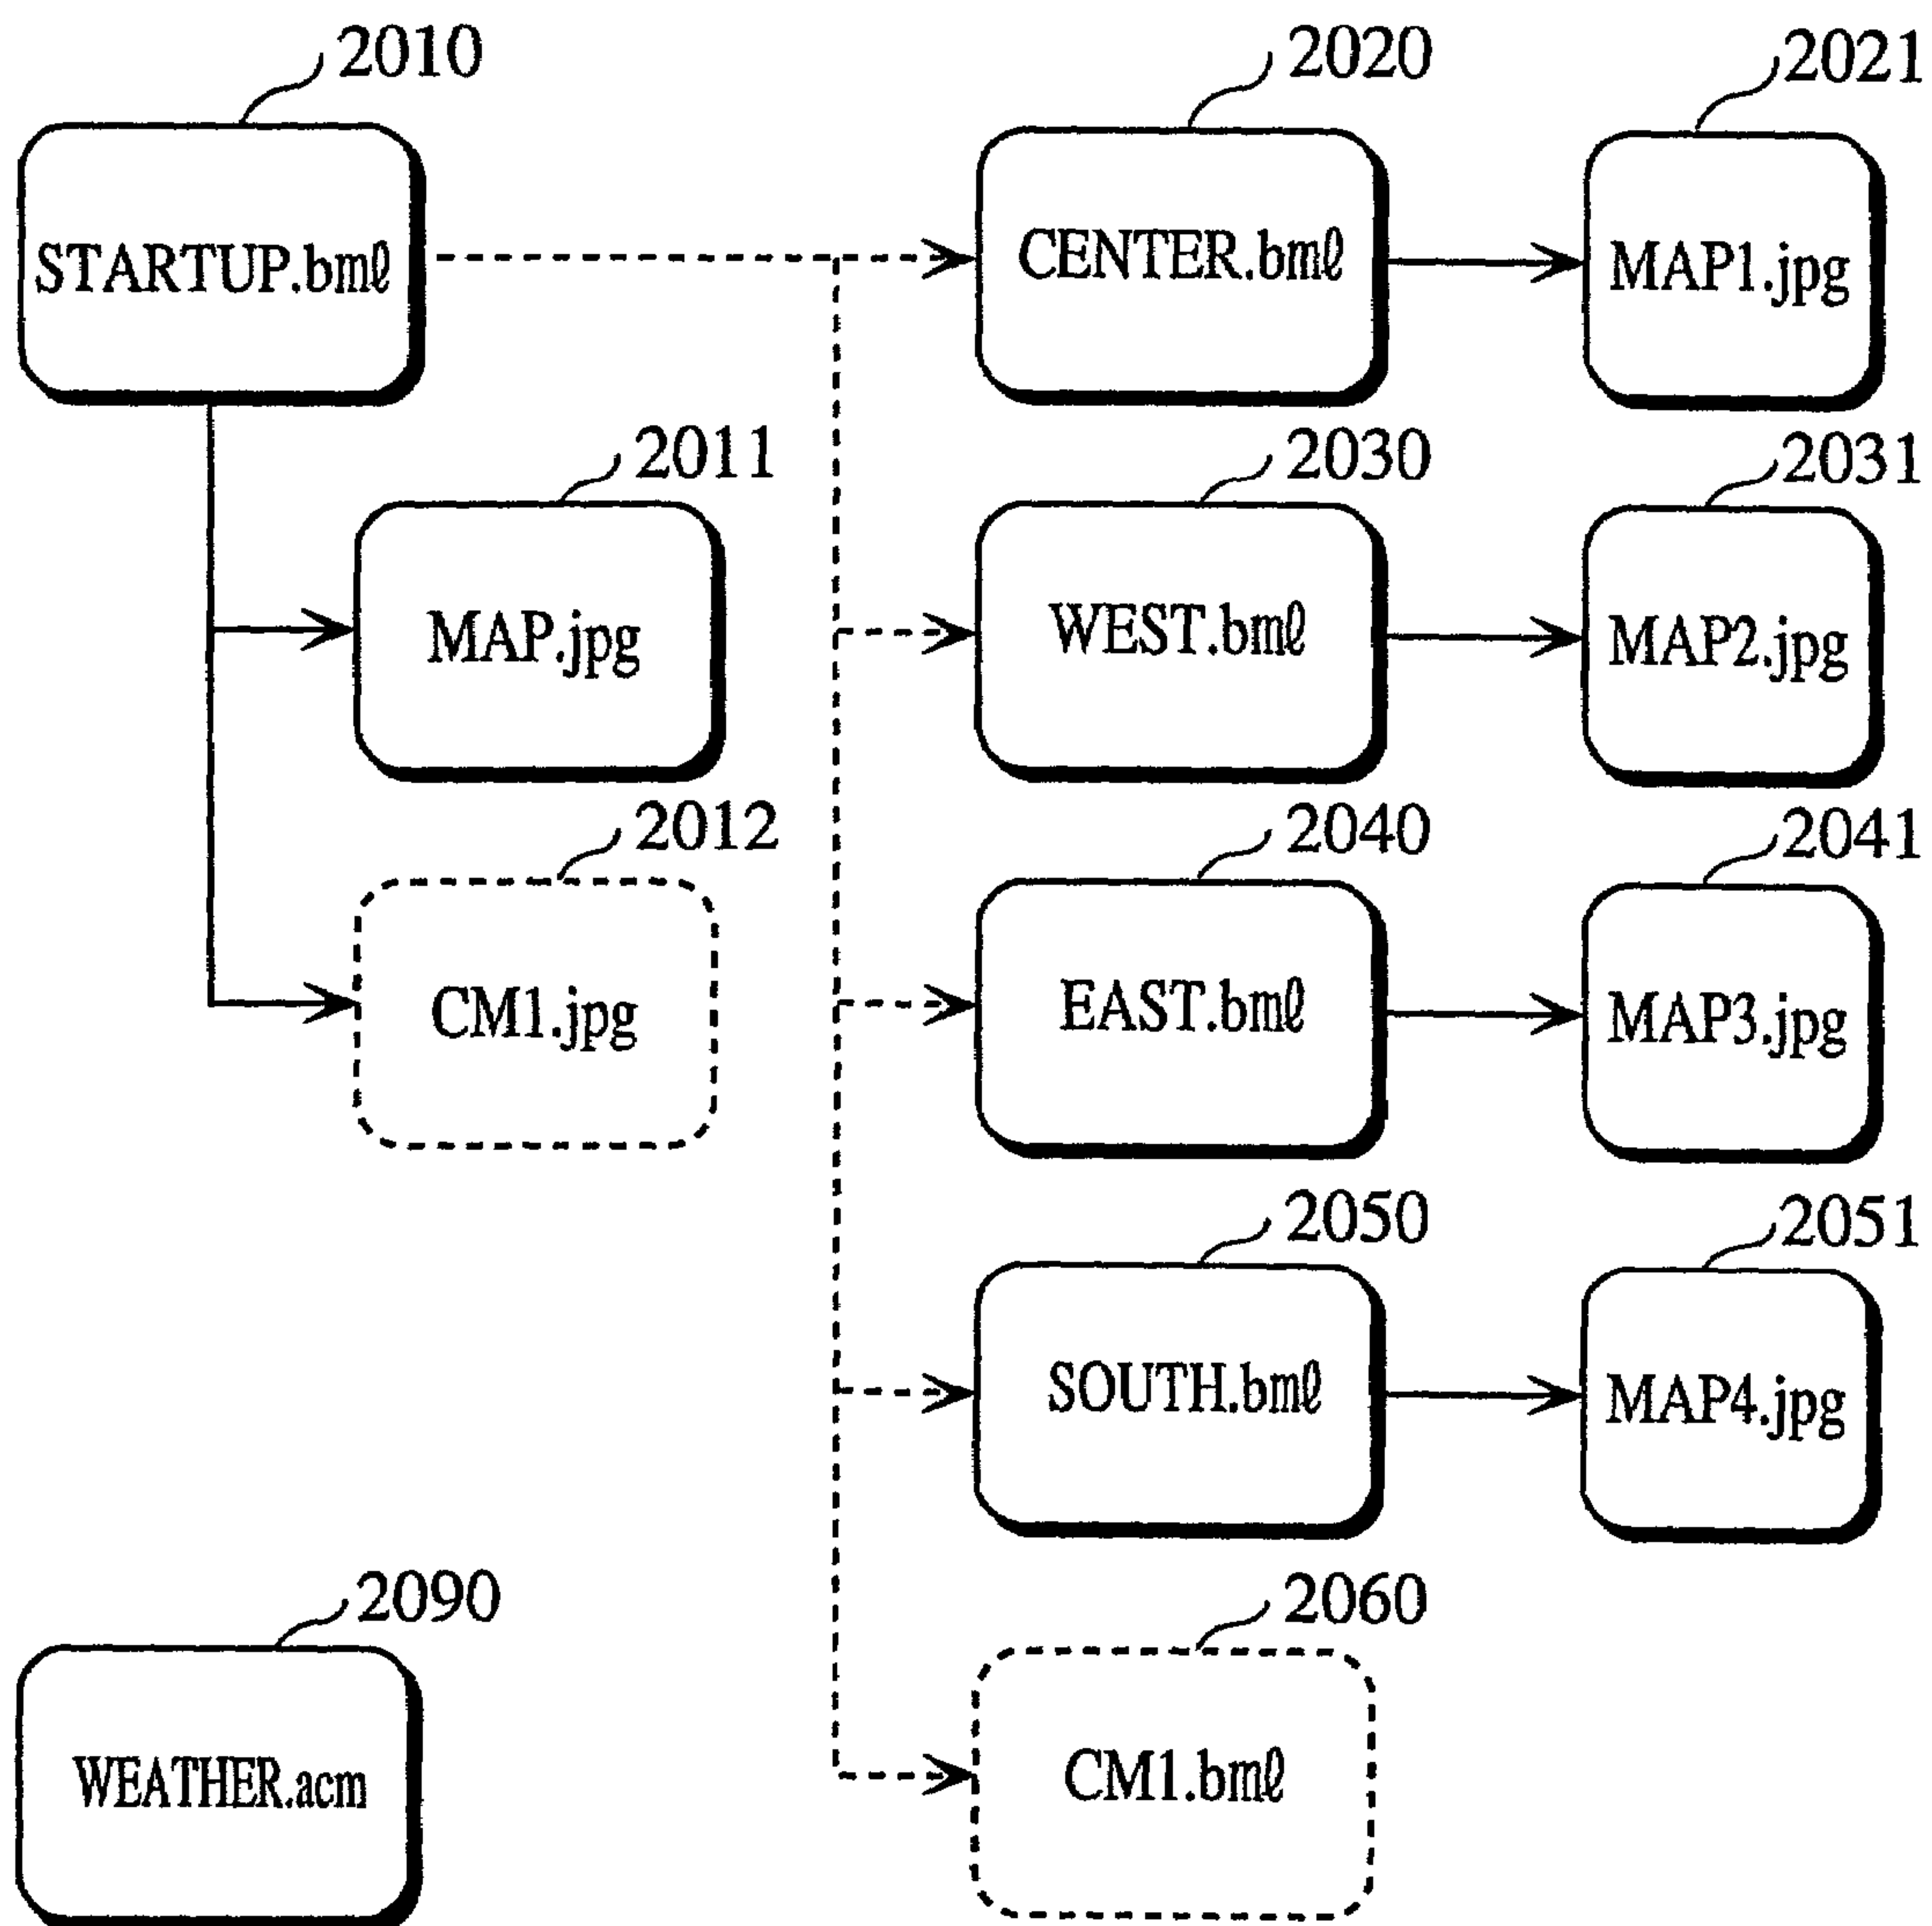 2010
2020
2021
STARTUP.bmℓ
CENTER.bmℓ
MAP1.jpg
2011
2030
2031
MAP.jpg
WEST.bmℓ
MAP2.jpg
2012
2040
2041
CM1.jpg
EAST.bmℓ
MAP3.jpg
2050
2051
SOUTH.bmℓ
MAP4.jpg
2090
2060
WEATHER.acm
CM1.bmℓ